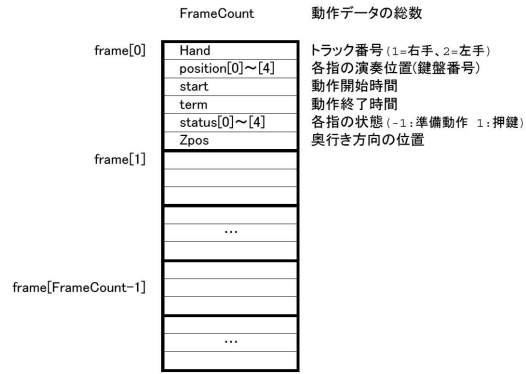 FrameCount 動作データの総数
frame[0] Hand トラック番号(1=右手、2=左手)
position[0]～[4] 各指の演奏位置(鍵盤番号)
start 動作開始時間
term 動作終了時間
status[0]～[4] 各指の状態(-1:準備動作 1:押鍵)
Zpos 奥行き方向の位置
frame[1]
…
frame[FrameCount-1]
…